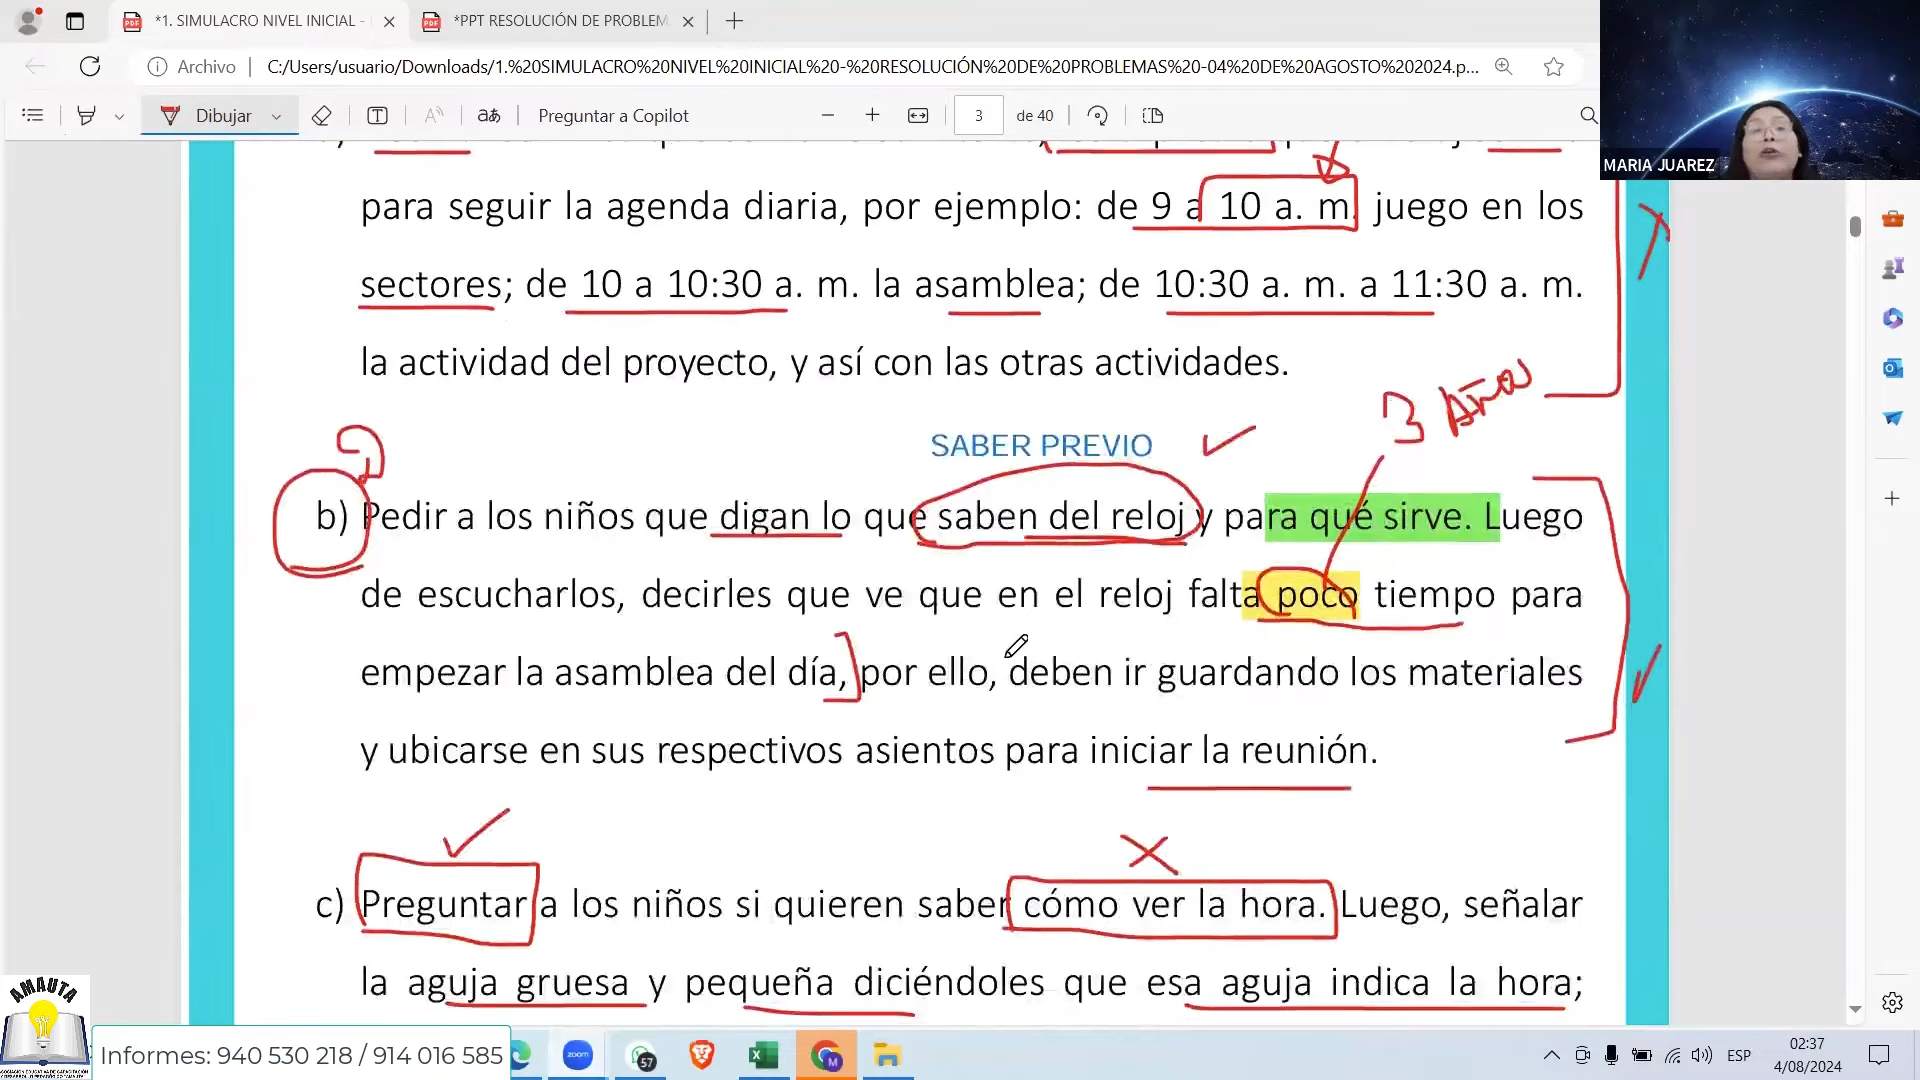 *1. SIMULACRO NIVEL INICIAL -
*PPT RESOLUCIÓN DE PROBLEM
Archivo
C:/Users/usuario/Downloads/1.%20SIMULACRO%20NIVEL%20INICIAL%20-%20RESOLUCIÓN%20DE%20PROBLEMAS%20-04%20DE%20AGOSTO%202024.p...
Dibujar
Preguntar a Copilot
3
de 40
MARIA JUAREZ
para seguir la agenda diaria, por ejemplo: de 9 a 10 a. m. juego en los
sectores; de 10 a 10:30 a. m. la asamblea; de 10:30 a. m. a 11:30 a. m.
la actividad del proyecto, y así con las otras actividades.
3 Años
SABER PREVIO
b) Pedir a los niños que digan lo que saben del reloj y para qué sirve. Luego
de escucharlos, decirles que ve que en el reloj falta poco tiempo para
empezar la asamblea del día, por ello, deben ir guardando los materiales
y ubicarse en sus respectivos asientos para iniciar la reunión.
c) Preguntar a los niños si quieren saber cómo ver la hora. Luego, señalar
la aguja gruesa y pequeña diciéndoles que esa aguja indica la hora;
AMAUTA
Informes: 940 530 218 / 914 016 585
zoom
57
M
ESP
02:37
4/08/2024